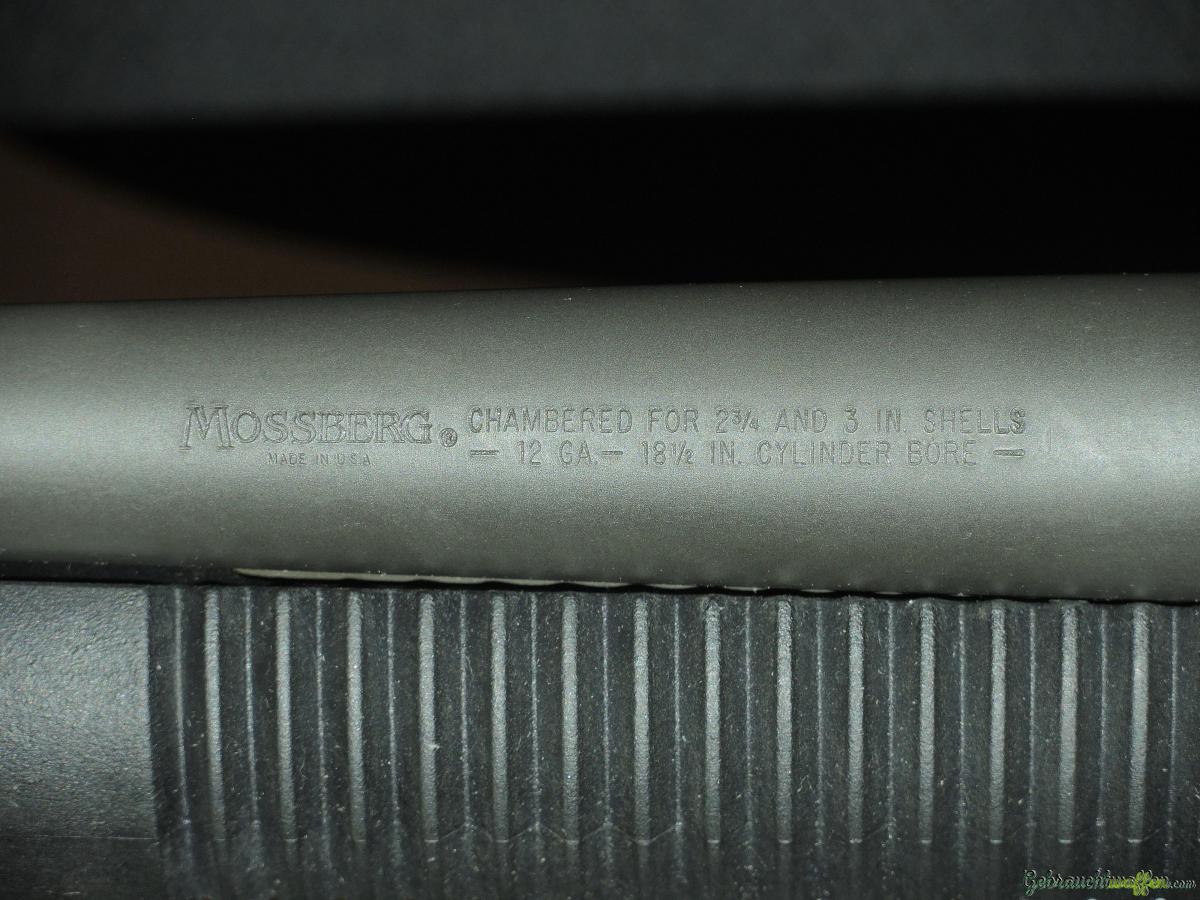 MOSSBERG® CHAMBERED FOR 2¾ AND 3 IN. SHELLS
MADE IN U.S.A — 12 GA. — 18½ IN. CYLINDER BORE —
Gebrauchtwaffen.com